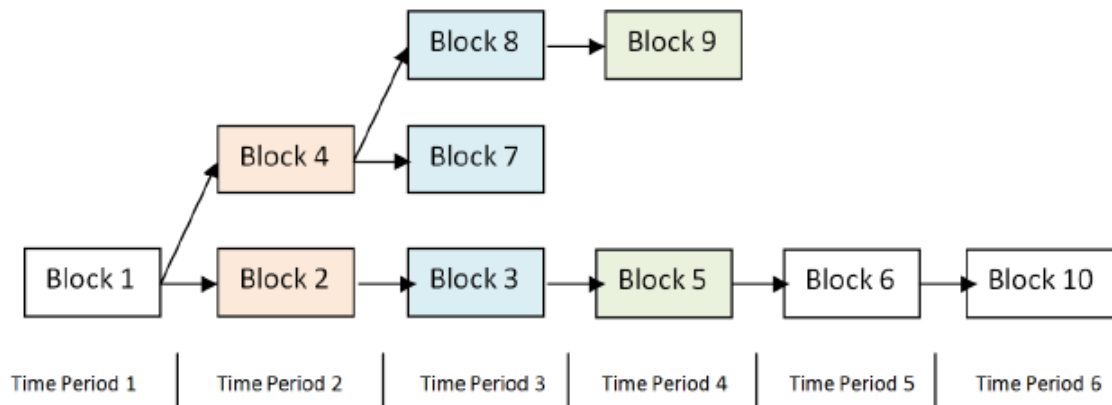 Block 8
Block 9
Block 4
Block 7
Block 1
Block 2
Block 3
Block 5
Block 6
Block 10
Time Period 1
Time Period 2
Time Period 3
Time Period 4
Time Period 5
Time Period 6